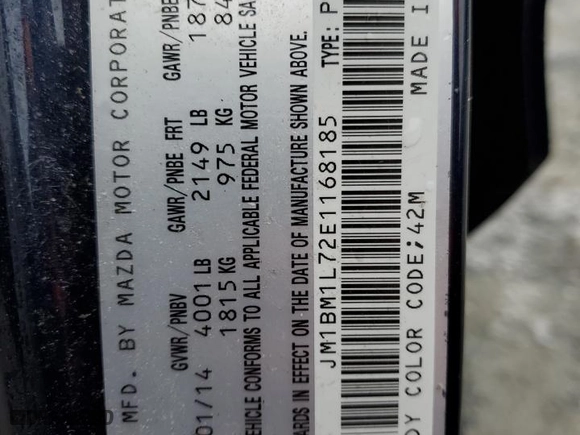 MFD. BY MAZDA MOTOR CORPORAT
GVWR/PNBV GAWR/PNBE FRT GAWR/PNBE
01/14 4001 LB 2149 LB 187
1815 KG 975 KG 84
VEHICLE CONFORMS TO ALL APPLICABLE FEDERAL MOTOR VEHICLE SA
ARDS IN EFFECT ON THE DATE OF MANUFACTURE SHOWN ABOVE.
JM1BM1L72E1168185 TYPE: P
DY COLOR CODE;42M MADE I